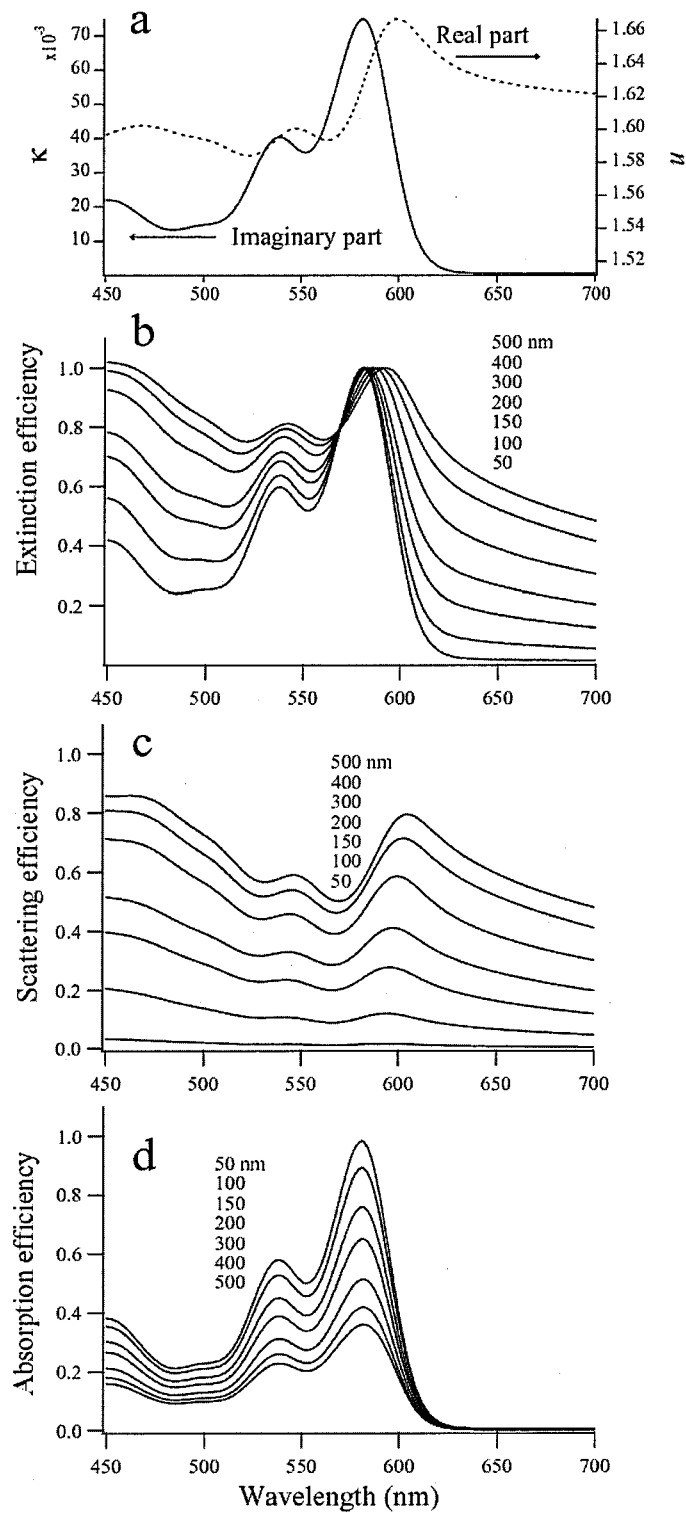 a
x10⁻³
70
60
50
40
30
20
10
κ
Real part
Imaginary part
1.66
1.64
1.62
1.60
1.58
1.56
1.54
1.52
n
450 500 550 600 650 700
b
Extinction efficiency
1.0
0.8
0.6
0.4
0.2
500 nm
400
300
200
150
100
50
450 500 550 600 650 700
c
Scattering efficiency
1.0
0.8
0.6
0.4
0.2
0.0
500 nm
400
300
200
150
100
50
450 500 550 600 650 700
d
Absorption efficiency
1.0
0.8
0.6
0.4
0.2
0.0
50 nm
100
150
200
300
400
500
450 500 550 600 650 700
Wavelength (nm)